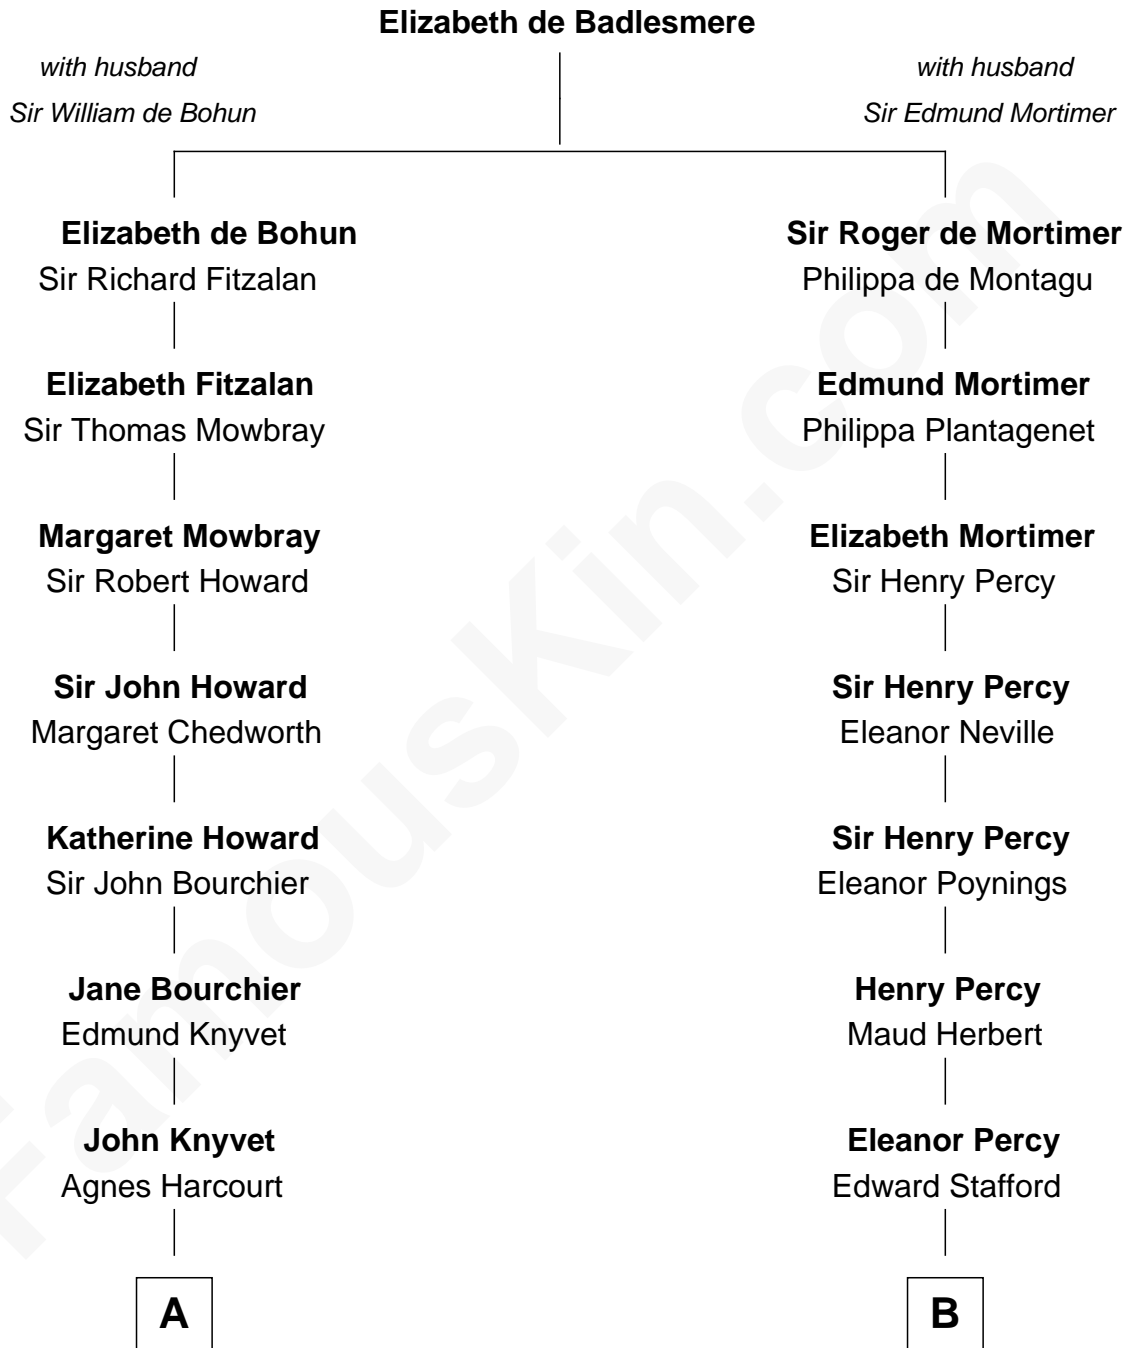 Elizabeth de Badlesmere
with husband
Sir William de Bohun
with husband
Sir Edmund Mortimer
Elizabeth de Bohun
Sir Richard Fitzalan
Sir Roger de Mortimer
Philippa de Montagu
Elizabeth Fitzalan
Sir Thomas Mowbray
Edmund Mortimer
Philippa Plantagenet
Margaret Mowbray
Sir Robert Howard
Elizabeth Mortimer
Sir Henry Percy
Sir John Howard
Margaret Chedworth
Sir Henry Percy
Eleanor Neville
Katherine Howard
Sir John Bourchier
Sir Henry Percy
Eleanor Poynings
Jane Bourchier
Edmund Knyvet
Henry Percy
Maud Herbert
John Knyvet
Agnes Harcourt
Eleanor Percy
Edward Stafford
A
B
FamousKin.com